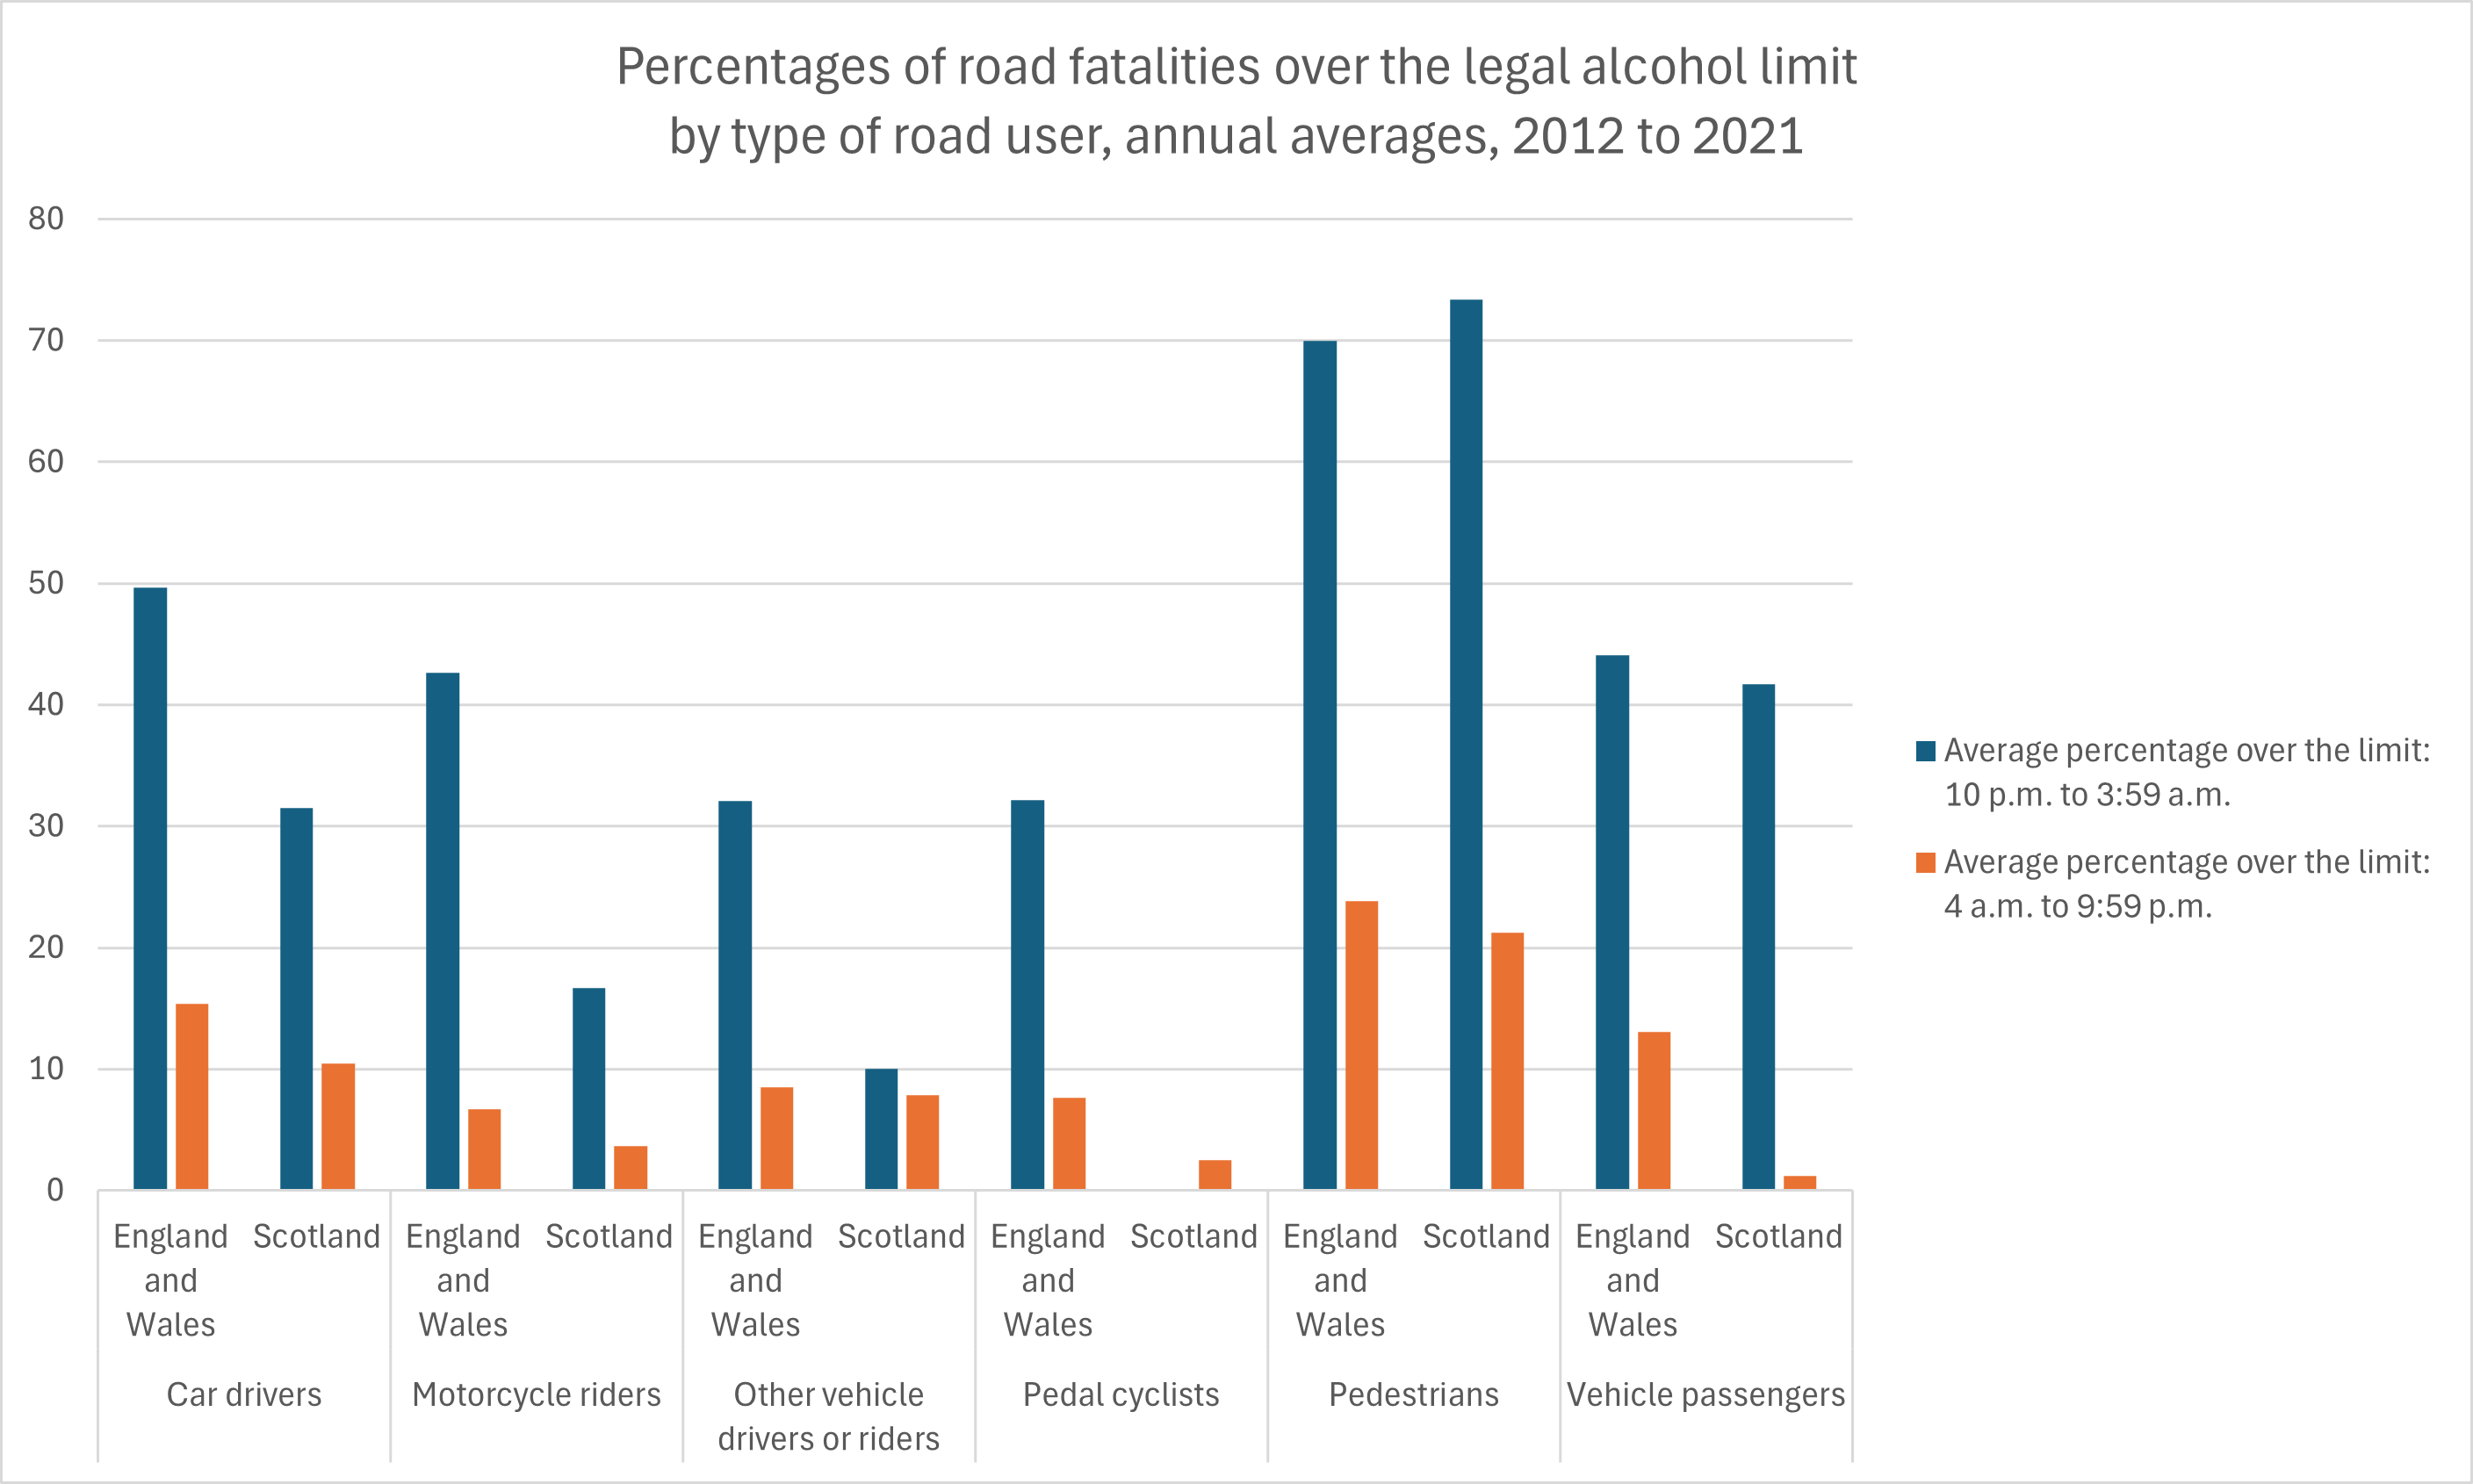 Percentages of road fatalities over the legal alcohol limit
by type of road user, annual averages, 2012 to 2021
80
70
60
50
40
30
20
10
0
Average percentage over the limit:
10 p.m. to 3:59 a.m.
Average percentage over the limit:
4 a.m. to 9:59 p.m.
England and Wales
Scotland
England and Wales
Scotland
England and Wales
Scotland
England and Wales
Scotland
England and Wales
Scotland
England and Wales
Scotland
Car drivers
Motorcycle riders
Other vehicle
drivers or riders
Pedal cyclists
Pedestrians
Vehicle passengers